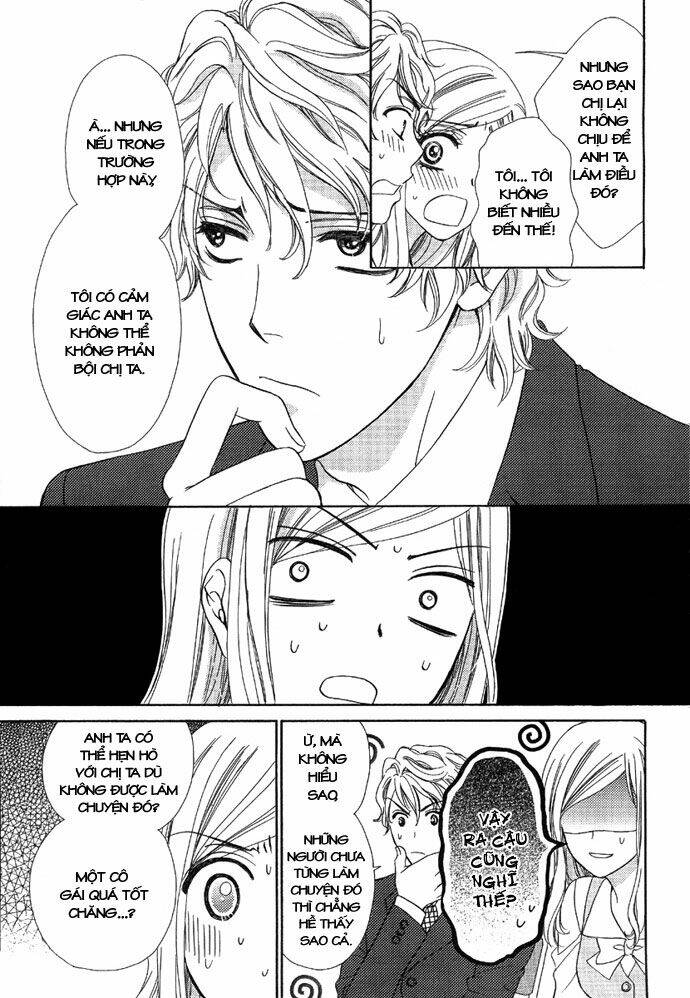 NHƯNG
SAO BẠN
CHỊ LẠI
KHÔNG
CHỊU ĐỂ
ANH TA
LÀM ĐIỀU
ĐÓ?
TÔI... TÔI
KHÔNG
BIẾT NHIỀU
ĐẾN THẾ!
À... NHƯNG
NẾU TRONG
TRƯỜNG
HỢP NÀY,
TÔI CÓ CẢM
GIÁC ANH TA
KHÔNG THỂ
KHÔNG PHẢN
BỘI CHỊ TA.
VẬY
RA CẬU
CŨNG
NGHĨ
THẾ?
Ừ, MÀ
KHÔNG
HIỂU
SAO,
NHỮNG
NGƯỜI CHƯA
TỪNG LÀM
CHUYỆN ĐÓ
THÌ CHẲNG
HỀ THẤY
SAO CẢ.
ANH TA CÓ
THỂ HẸN HÒ
VỚI CHỊ TA DÙ
KHÔNG ĐƯỢC LÀM
CHUYỆN ĐÓ?
MỘT CÔ
GÁI QUÁ TỐT
CHĂNG...?